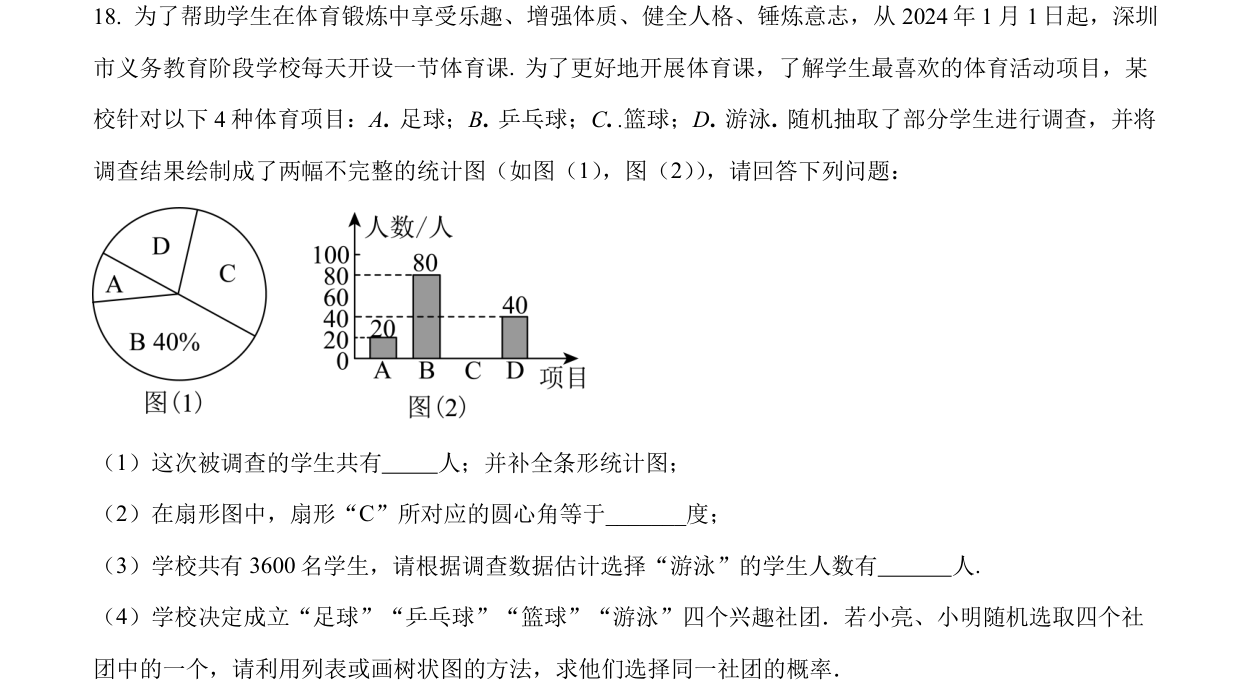 18. 为了帮助学生在体育锻炼中享受乐趣、增强体质、健全人格、锤炼意志，从 2024 年 1 月 1 日起，深圳
市义务教育阶段学校每天开设一节体育课. 为了更好地开展体育课，了解学生最喜欢的体育活动项目，某
校针对以下 4 种体育项目：A. 足球；B. 乒乓球；C. .篮球；D. 游泳. 随机抽取了部分学生进行调查，并将
调查结果绘制成了两幅不完整的统计图（如图（1），图（2）），请回答下列问题：
D
C
A
B 40%
图(1)
人数/人
100
80
60
40
20
0
20
80
40
A B C D 项目
图(2)
（1）这次被调查的学生共有_____人；并补全条形统计图；
（2）在扇形图中，扇形“C”所对应的圆心角等于_______度；
（3）学校共有 3600 名学生，请根据调查数据估计选择“游泳”的学生人数有______人.
（4）学校决定成立“足球”“乒乓球”“篮球”“游泳”四个兴趣社团．若小亮、小明随机选取四个社
团中的一个，请利用列表或画树状图的方法，求他们选择同一社团的概率．